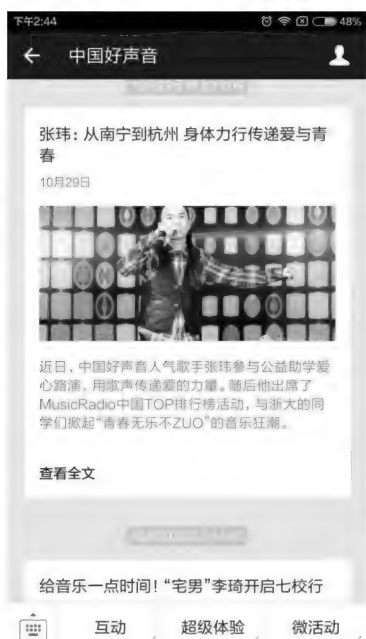 下午2:44
48%
中国好声音
张玮：从南宁到杭州 身体力行传递爱与青
春
10月29日
近日，中国好声音人气歌手张玮参与公益助学爱
心路演，用歌声传递爱的力量。随后他出席了
MusicRadio中国TOP排行榜活动，与浙大的同
学们掀起“青春无乐不ZUO”的音乐狂潮。
查看全文
给音乐一点时间！“宅男”李琦开启七校行
互动
超级体验
微活动